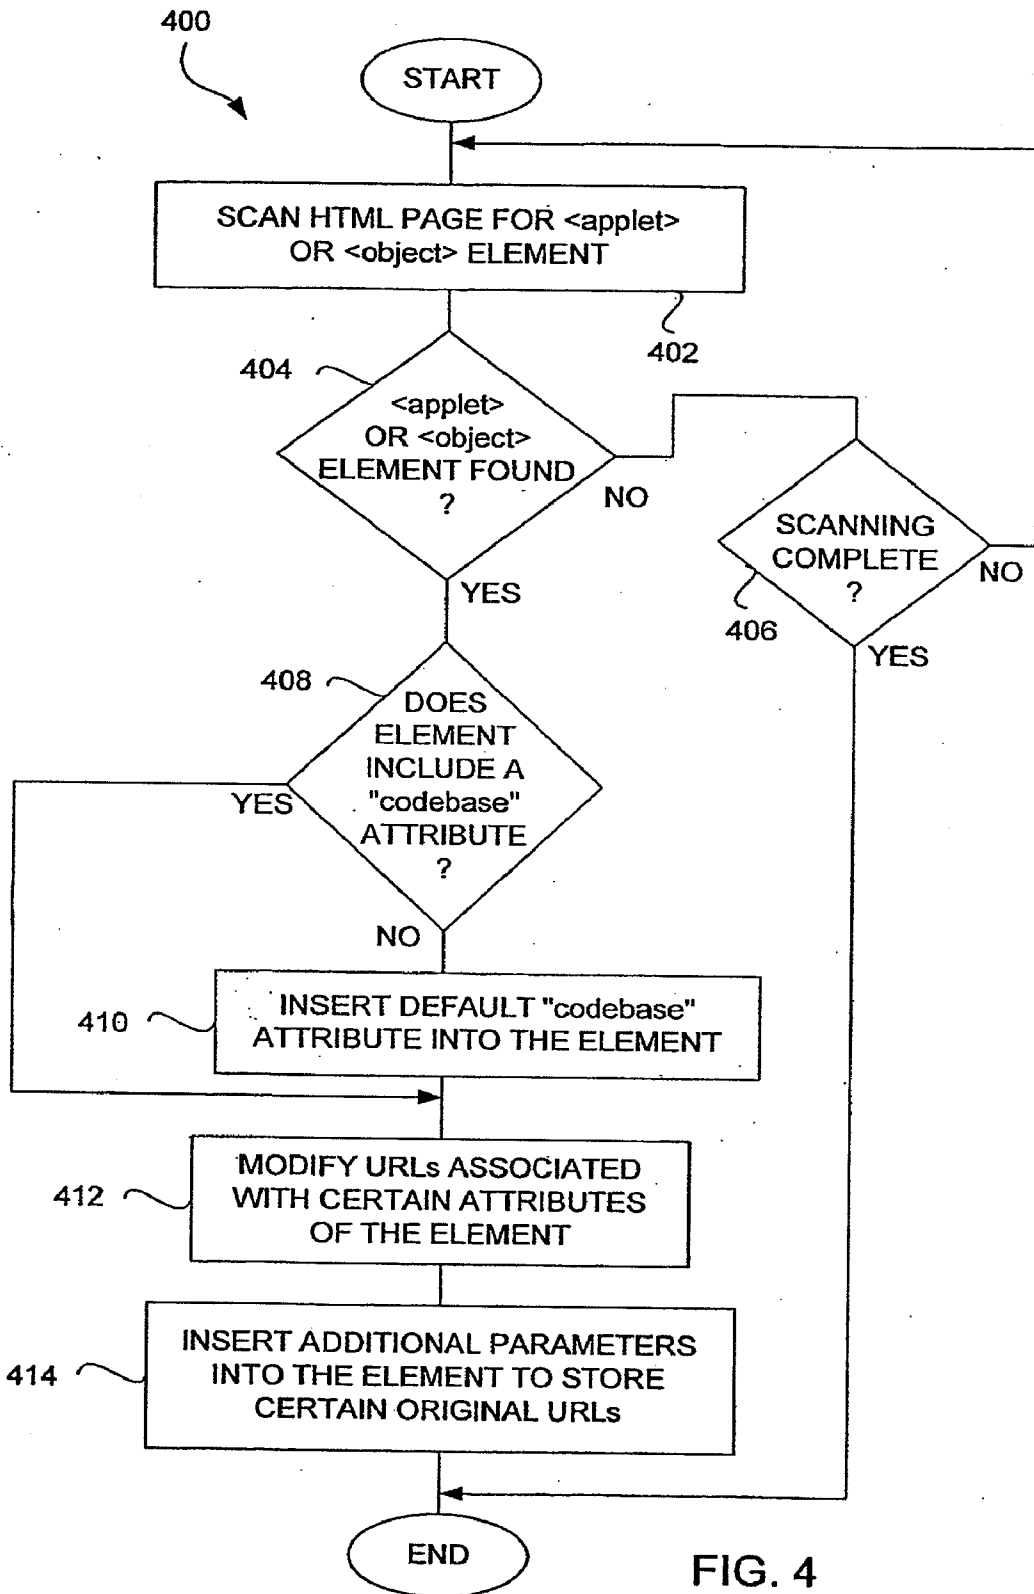 400
START
SCAN HTML PAGE FOR <applet>
OR <object> ELEMENT
402
404
<applet>
OR <object>
ELEMENT FOUND
?
NO
YES
SCANNING
COMPLETE
?
NO
406
YES
408
DOES
ELEMENT
INCLUDE A
"codebase"
ATTRIBUTE
?
YES
NO
410
INSERT DEFAULT "codebase"
ATTRIBUTE INTO THE ELEMENT
412
MODIFY URLs ASSOCIATED
WITH CERTAIN ATTRIBUTES
OF THE ELEMENT
414
INSERT ADDITIONAL PARAMETERS
INTO THE ELEMENT TO STORE
CERTAIN ORIGINAL URLs
END
FIG. 4